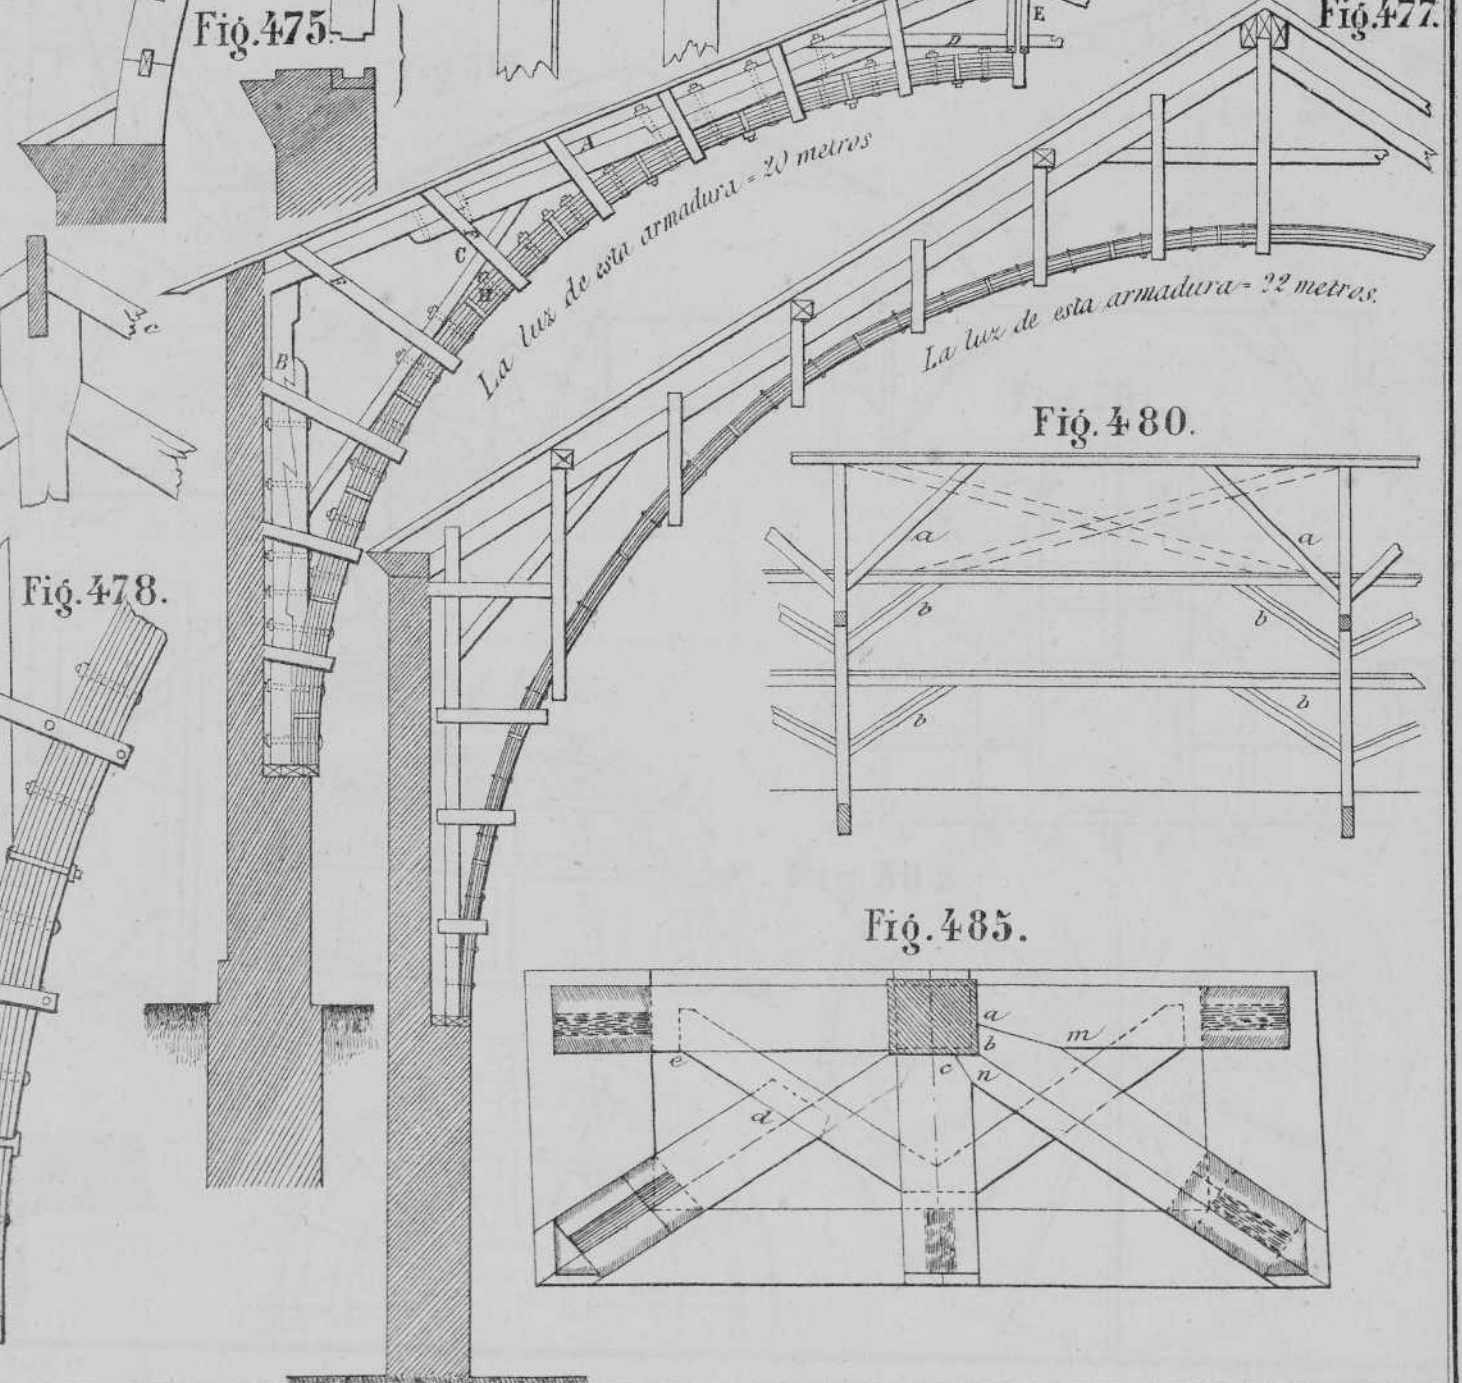 Fig. 475.
Fig. 477.
E
D
A
C
F
H
B
c
La luz de esta armadura = 20 metros
La luz de esta armadura = 22 metros.
Fig. 478.
Fig. 480.
a
a
b
b
b
b
Fig. 485.
a
b
m
c
n
e
d